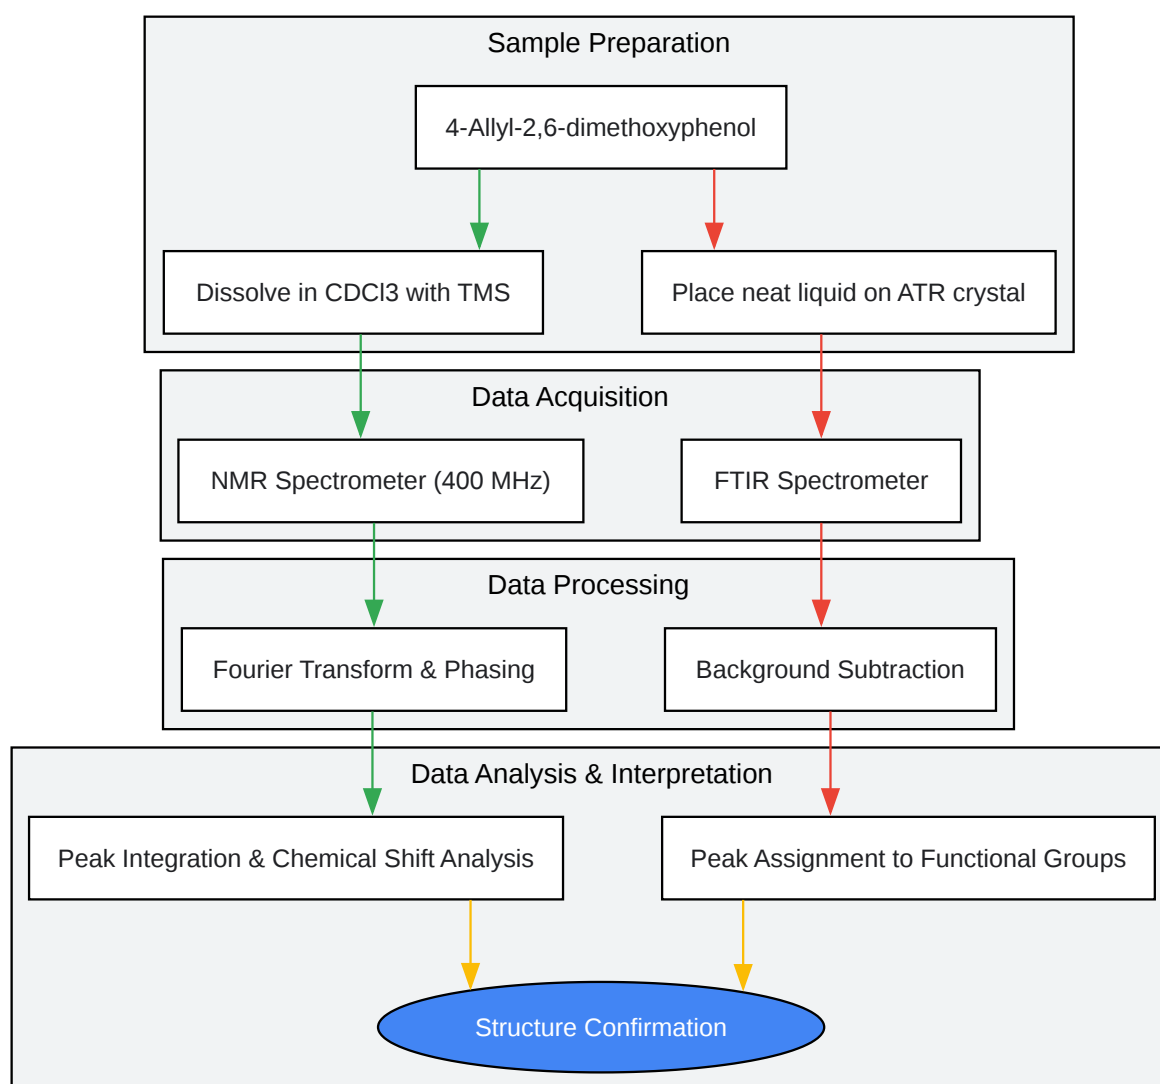 Sample Preparation
4-Allyl-2,6-dimethoxyphenol
Dissolve in CDCl3 with TMS
Place neat liquid on ATR crystal
Data Acquisition
NMR Spectrometer (400 MHz)
FTIR Spectrometer
Data Processing
Fourier Transform & Phasing
Background Subtraction
Data Analysis & Interpretation
Peak Integration & Chemical Shift Analysis
Peak Assignment to Functional Groups
Structure Confirmation